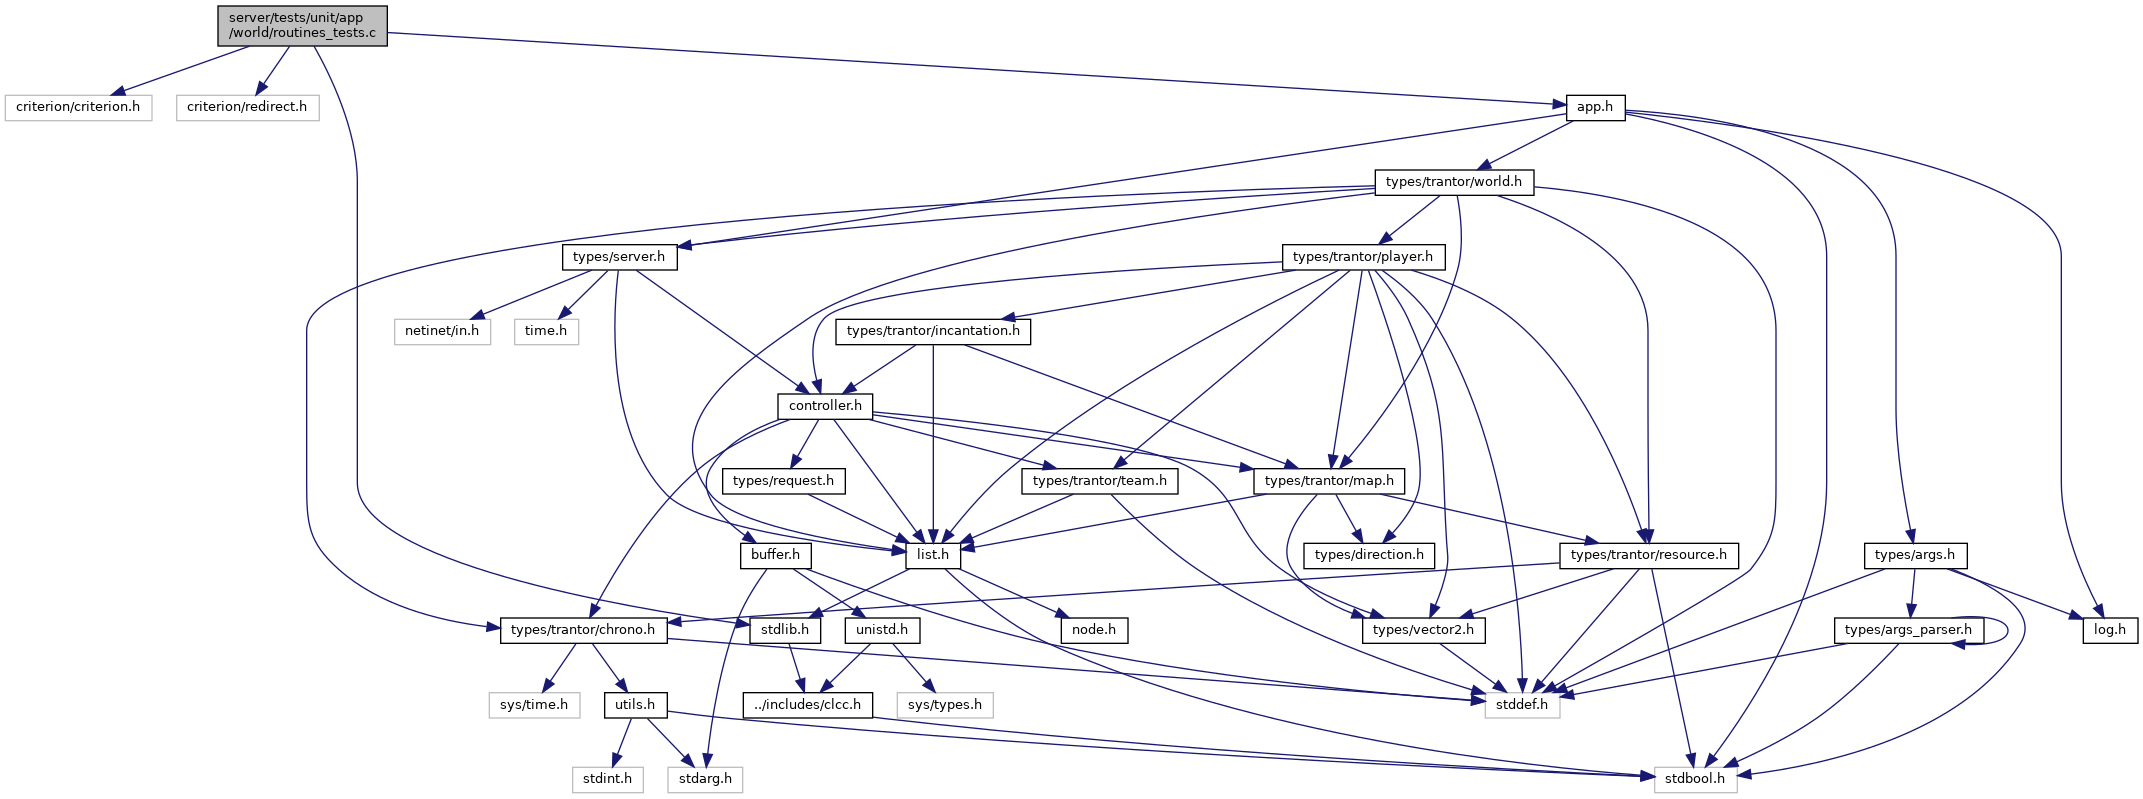 server/tests/unit/app
/world/routines_tests.c
criterion/criterion.h
criterion/redirect.h
app.h
types/trantor/world.h
types/server.h
types/trantor/player.h
netinet/in.h
time.h
types/trantor/incantation.h
controller.h
types/request.h
types/trantor/team.h
types/trantor/map.h
buffer.h
list.h
types/direction.h
types/trantor/resource.h
types/args.h
types/trantor/chrono.h
stdlib.h
unistd.h
node.h
types/vector2.h
types/args_parser.h
log.h
sys/time.h
utils.h
../includes/clcc.h
sys/types.h
stddef.h
stdint.h
stdarg.h
stdbool.h